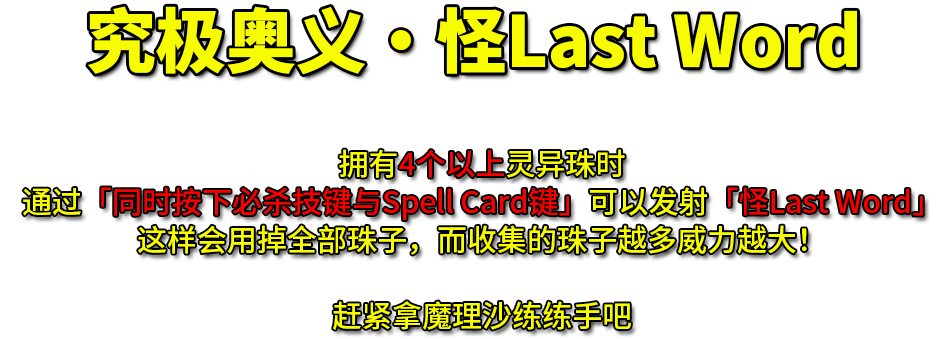 究极奥义・怪Last Word
拥有4个以上灵异珠时
通过「同时按下必杀技键与Spell Card键」可以发射「怪Last Word」
这样会用掉全部珠子，而收集的珠子越多威力越大！
赶紧拿魔理沙练练手吧